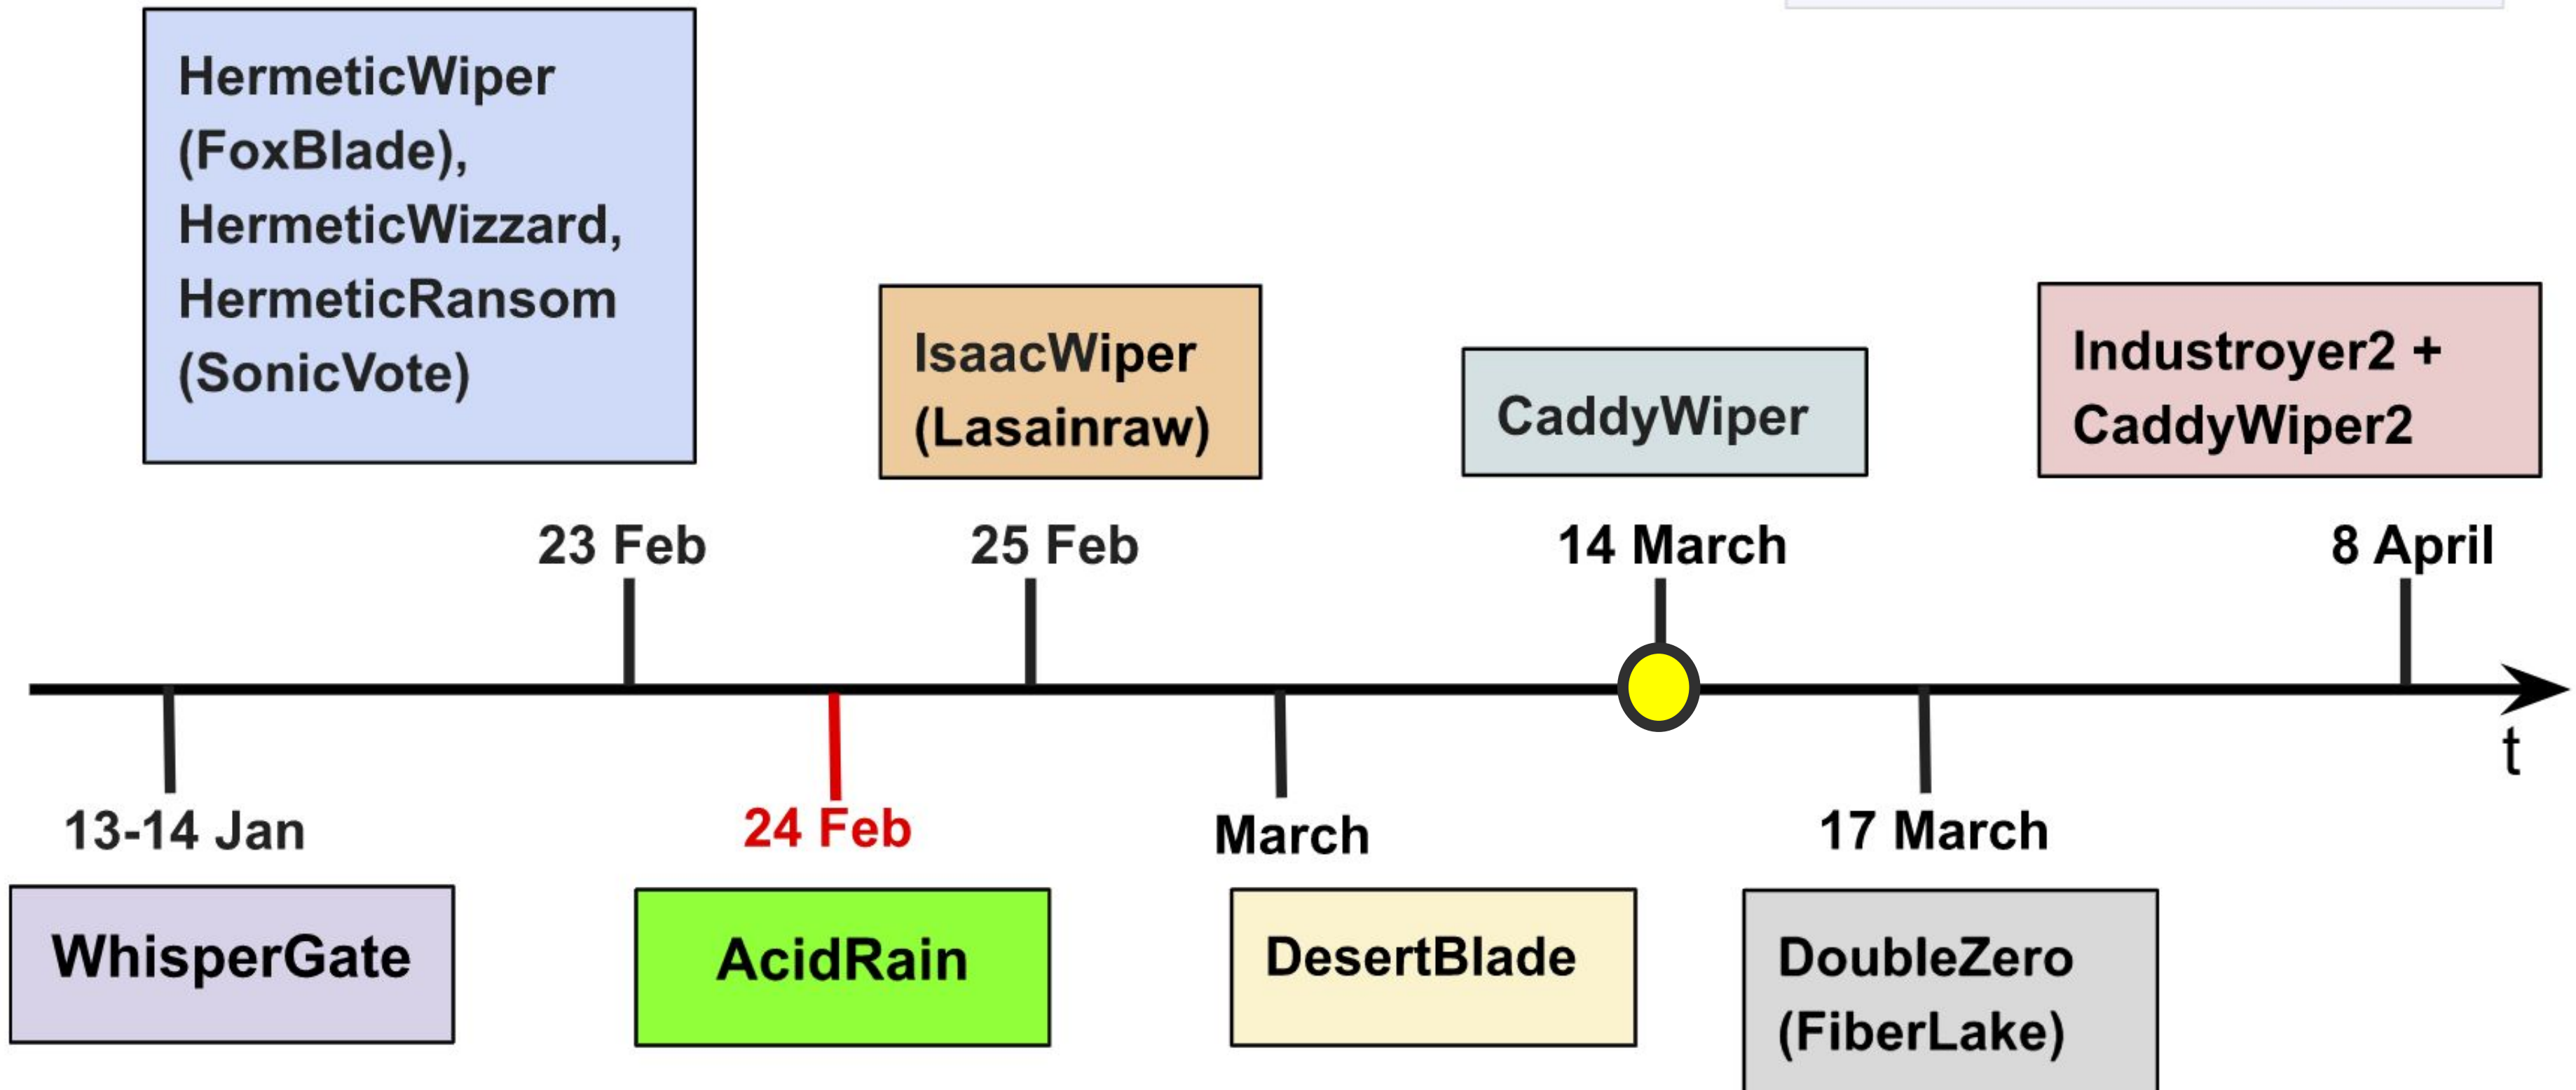 HermeticWiper
(FoxBlade),
HermeticWizzard,
HermeticRansom
(SonicVote)
IsaacWiper
(Lasainraw)
CaddyWiper
Industroyer2 +
CaddyWiper2
23 Feb
25 Feb
14 March
8 April
t
13-14 Jan
24 Feb
March
17 March
WhisperGate
AcidRain
DesertBlade
DoubleZero
(FiberLake)